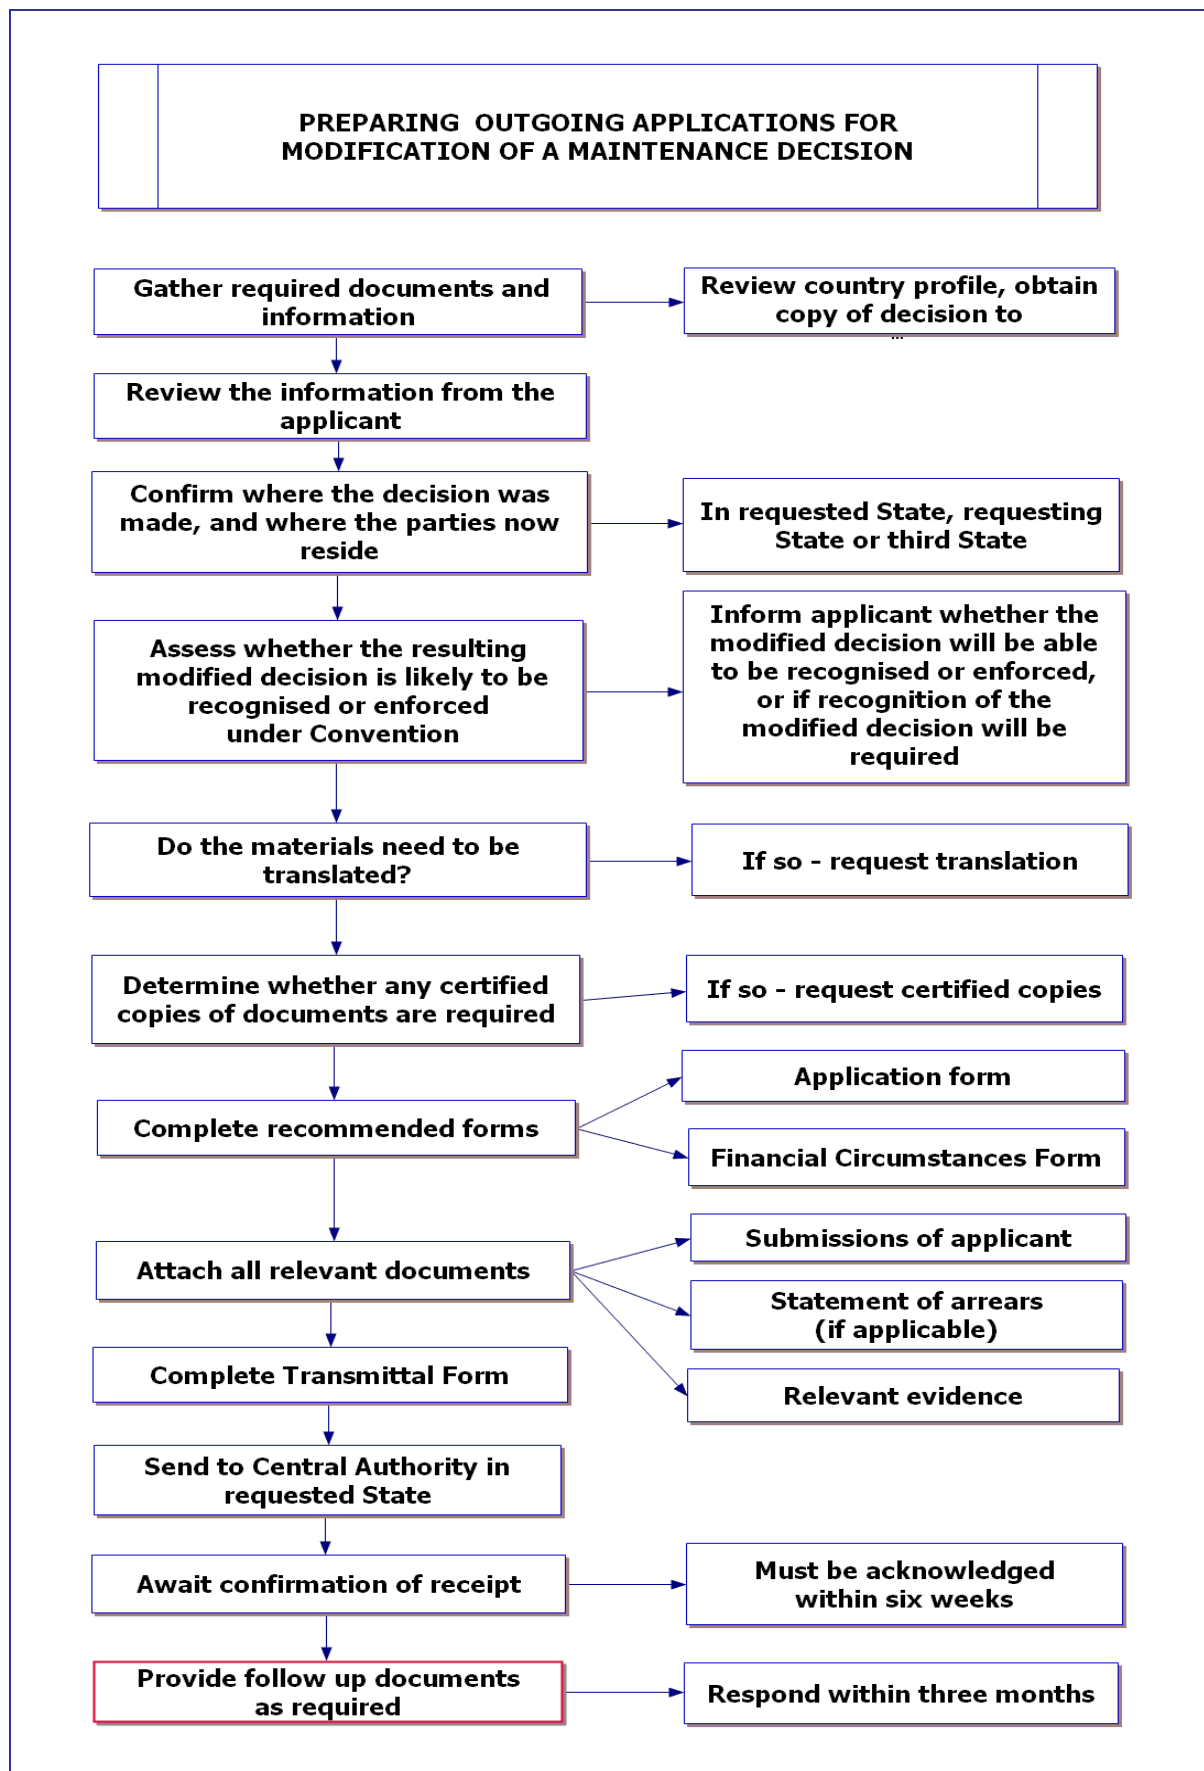 PREPARING OUTGOING APPLICATIONS FOR
MODIFICATION OF A MAINTENANCE DECISION
Gather required documents and
information
Review country profile, obtain
copy of decision to
...
Review the information from the
applicant
Confirm where the decision was
made, and where the parties now
reside
In requested State, requesting
State or third State
Assess whether the resulting
modified decision is likely to be
recognised or enforced
under Convention
Inform applicant whether the
modified decision will be able
to be recognised or enforced,
or if recognition of the
modified decision will be
required
Do the materials need to be
translated?
If so - request translation
Determine whether any certified
copies of documents are required
If so - request certified copies
Complete recommended forms
Application form
Financial Circumstances Form
Attach all relevant documents
Submissions of applicant
Statement of arrears
(if applicable)
Relevant evidence
Complete Transmittal Form
Send to Central Authority in
requested State
Await confirmation of receipt
Must be acknowledged
within six weeks
Provide follow up documents
as required
Respond within three months